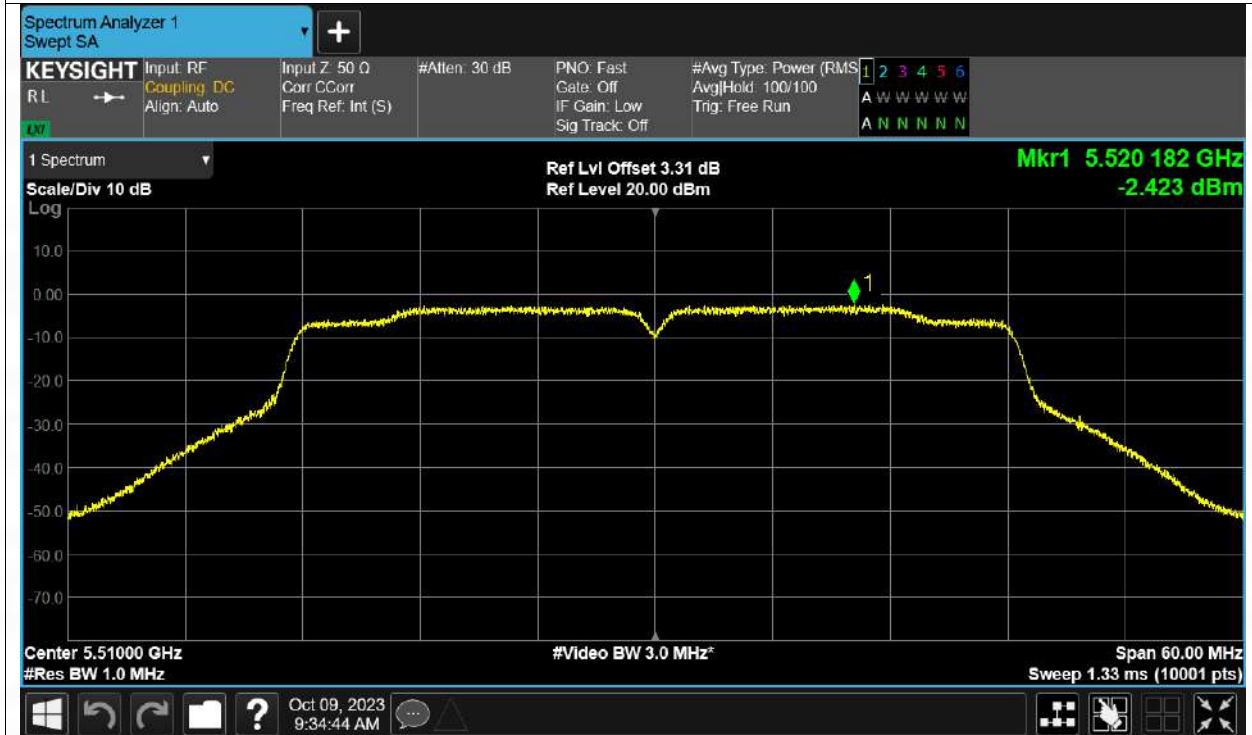 Spectrum Analyzer 1
Swept SA
+
KEYSIGHT
RL
LXI
Input: RF
Coupling: DC
Align: Auto
Input Z: 50 Ω
Corr CCorr
Freq Ref: Int (S)
#Atten: 30 dB
PNO: Fast
Gate: Off
IF Gain: Low
Sig Track: Off
#Avg Type: Power (RMS
Avg|Hold: 100/100
Trig: Free Run
1 2 3 4 5 6
A W W W W W
A N N N N N
1 Spectrum
Scale/Div 10 dB
Log
Ref Lvl Offset 3.31 dB
Ref Level 20.00 dBm
Mkr1 5.520 182 GHz
-2.423 dBm
10.0
0.00
-10.0
-20.0
-30.0
-40.0
-50.0
-60.0
-70.0
1
Center 5.51000 GHz
#Res BW 1.0 MHz
#Video BW 3.0 MHz*
Span 60.00 MHz
Sweep 1.33 ms (10001 pts)
?
Oct 09, 2023
9:34:44 AM